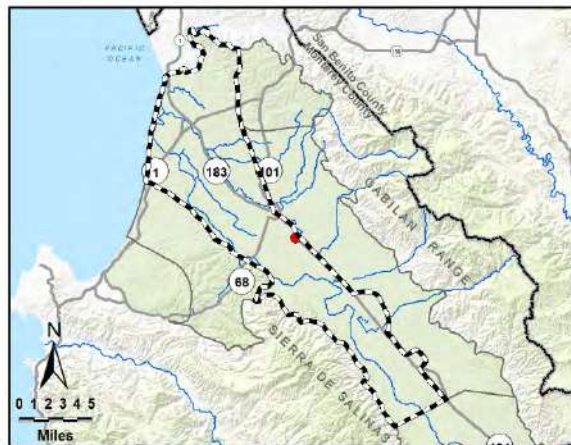 PACIFIC
OCEAN
1
San Benito County
Monterey County
1
183
101
GABILAN RANGE
68
SIERRA DE SALINAS
N
0 1 2 3 4 5
Miles